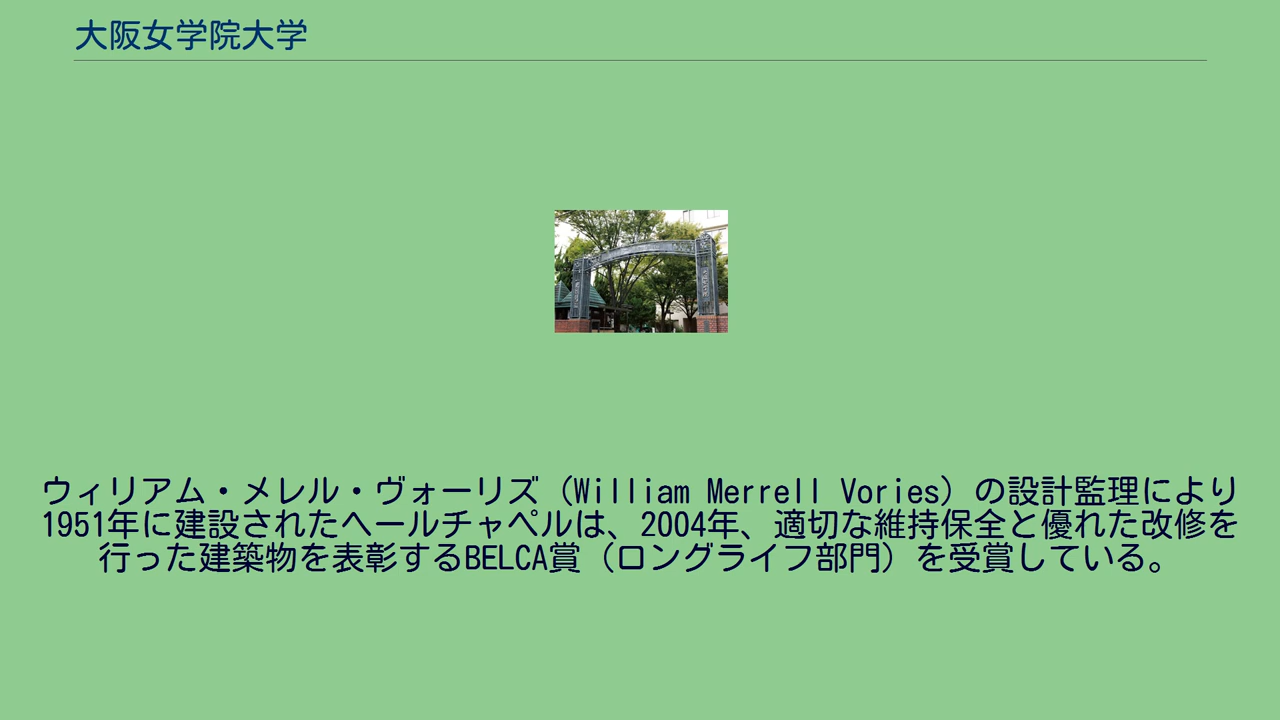 大阪女学院大学
ウィリアム・メレル・ヴォーリズ（William Merrell Vories）の設計監理により
1951年に建設されたヘールチャペルは、2004年、適切な維持保全と優れた改修を
行った建築物を表彰するBELCA賞（ロングライフ部門）を受賞している。